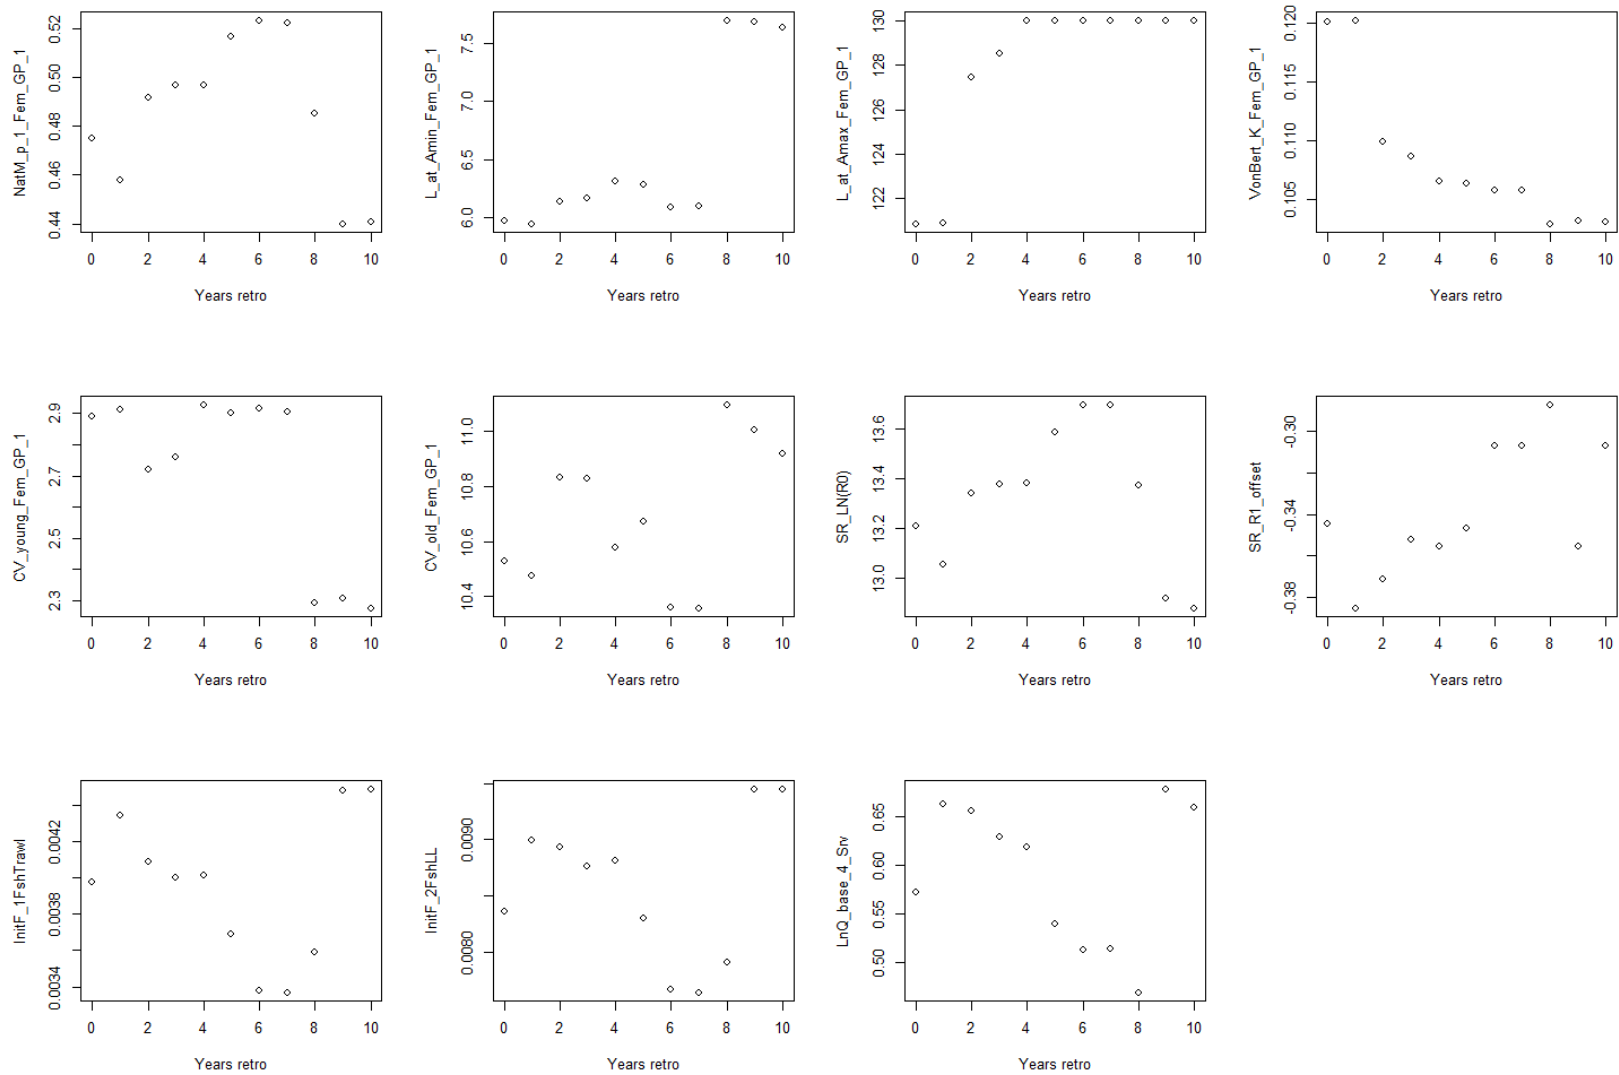 NatM_p_1_Fem_GP_1
0.44 0.46 0.48 0.50 0.52
0 2 4 6 8 10
Years retro
L_at_Amin_Fem_GP_1
6.0 6.5 7.0 7.5
0 2 4 6 8 10
Years retro
L_at_Amax_Fem_GP_1
122 124 126 128 130
0 2 4 6 8 10
Years retro
VonBert_K_Fem_GP_1
0.105 0.110 0.115 0.120
0 2 4 6 8 10
Years retro
CV_young_Fem_GP_1
2.3 2.5 2.7 2.9
0 2 4 6 8 10
Years retro
CV_old_Fem_GP_1
10.4 10.6 10.8 11.0
0 2 4 6 8 10
Years retro
SR_LN(R0)
13.0 13.2 13.4 13.6
0 2 4 6 8 10
Years retro
SR_R1_offset
-0.38 -0.34 -0.30
0 2 4 6 8 10
Years retro
InitF_1FshTrawl
0.0034 0.0038 0.0042
0 2 4 6 8 10
Years retro
InitF_2FshLL
0.0080 0.0090
0 2 4 6 8 10
Years retro
LnQ_base_4_Srv
0.50 0.55 0.60 0.65
0 2 4 6 8 10
Years retro